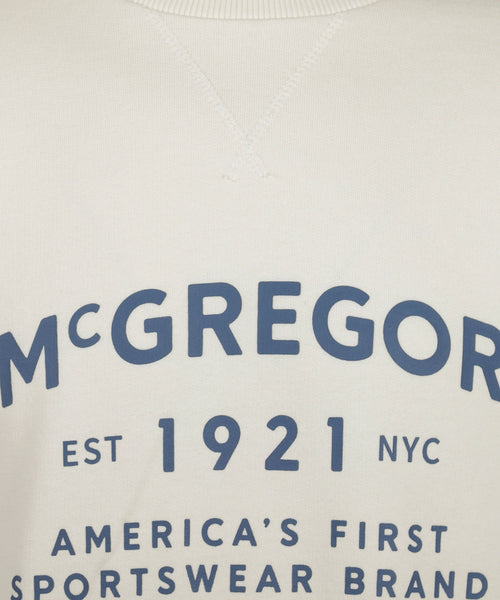 McGREGOR
EST 1921 NYC
AMERICA'S FIRST
SPORTSWEAR BRAND